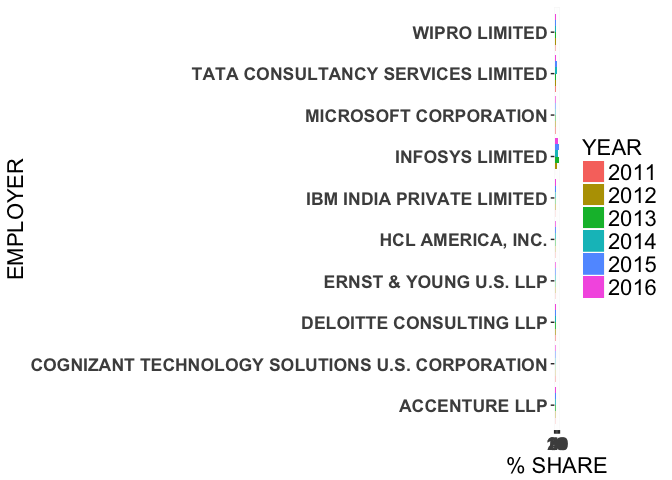 WIPRO LIMITED
TATA CONSULTANCY SERVICES LIMITED
MICROSOFT CORPORATION
INFOSYS LIMITED
IBM INDIA PRIVATE LIMITED
HCL AMERICA, INC.
ERNST & YOUNG U.S. LLP
DELOITTE CONSULTING LLP
COGNIZANT TECHNOLOGY SOLUTIONS U.S. CORPORATION
ACCENTURE LLP
EMPLOYER
% SHARE
YEAR
2011
2012
2013
2014
2015
2016